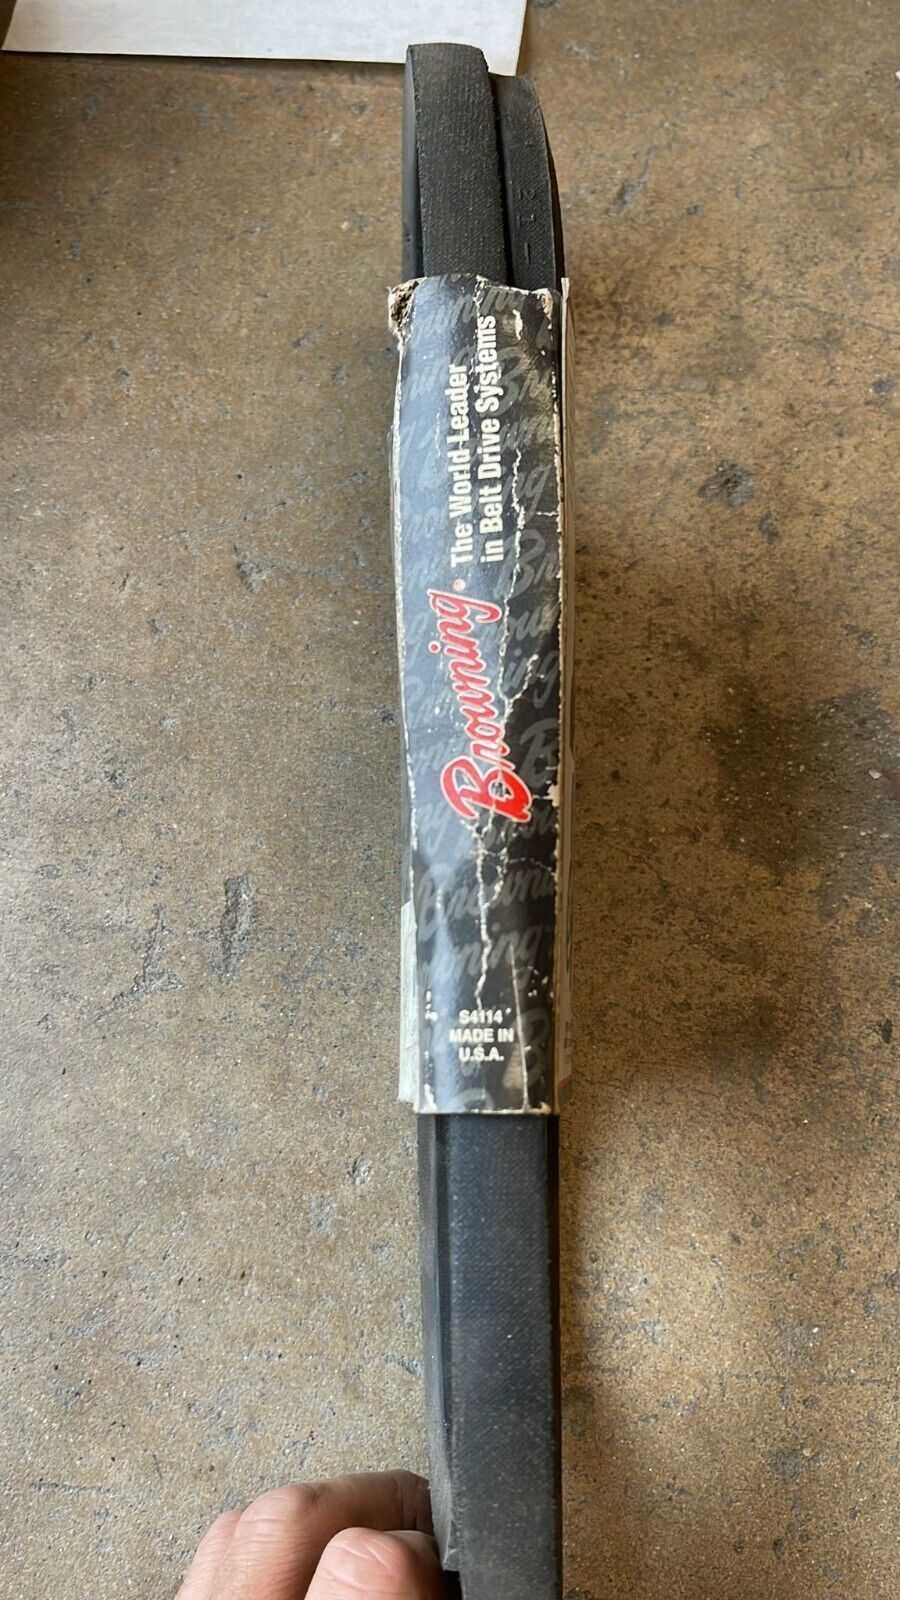 Browning®
The World Leader
in Belt Drive Systems
S4114
MADE IN
U.S.A.